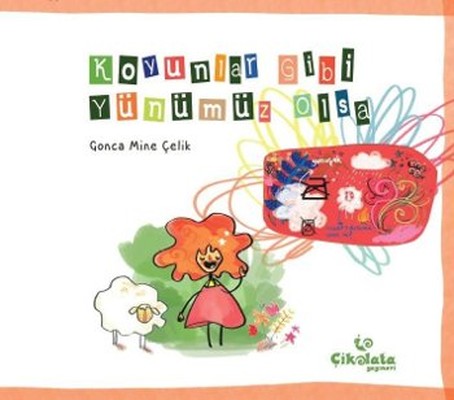 Koyunlar Gibi
Yünümüz Olsa
Gonca Mine Çelik
Çikolata
yayınevi